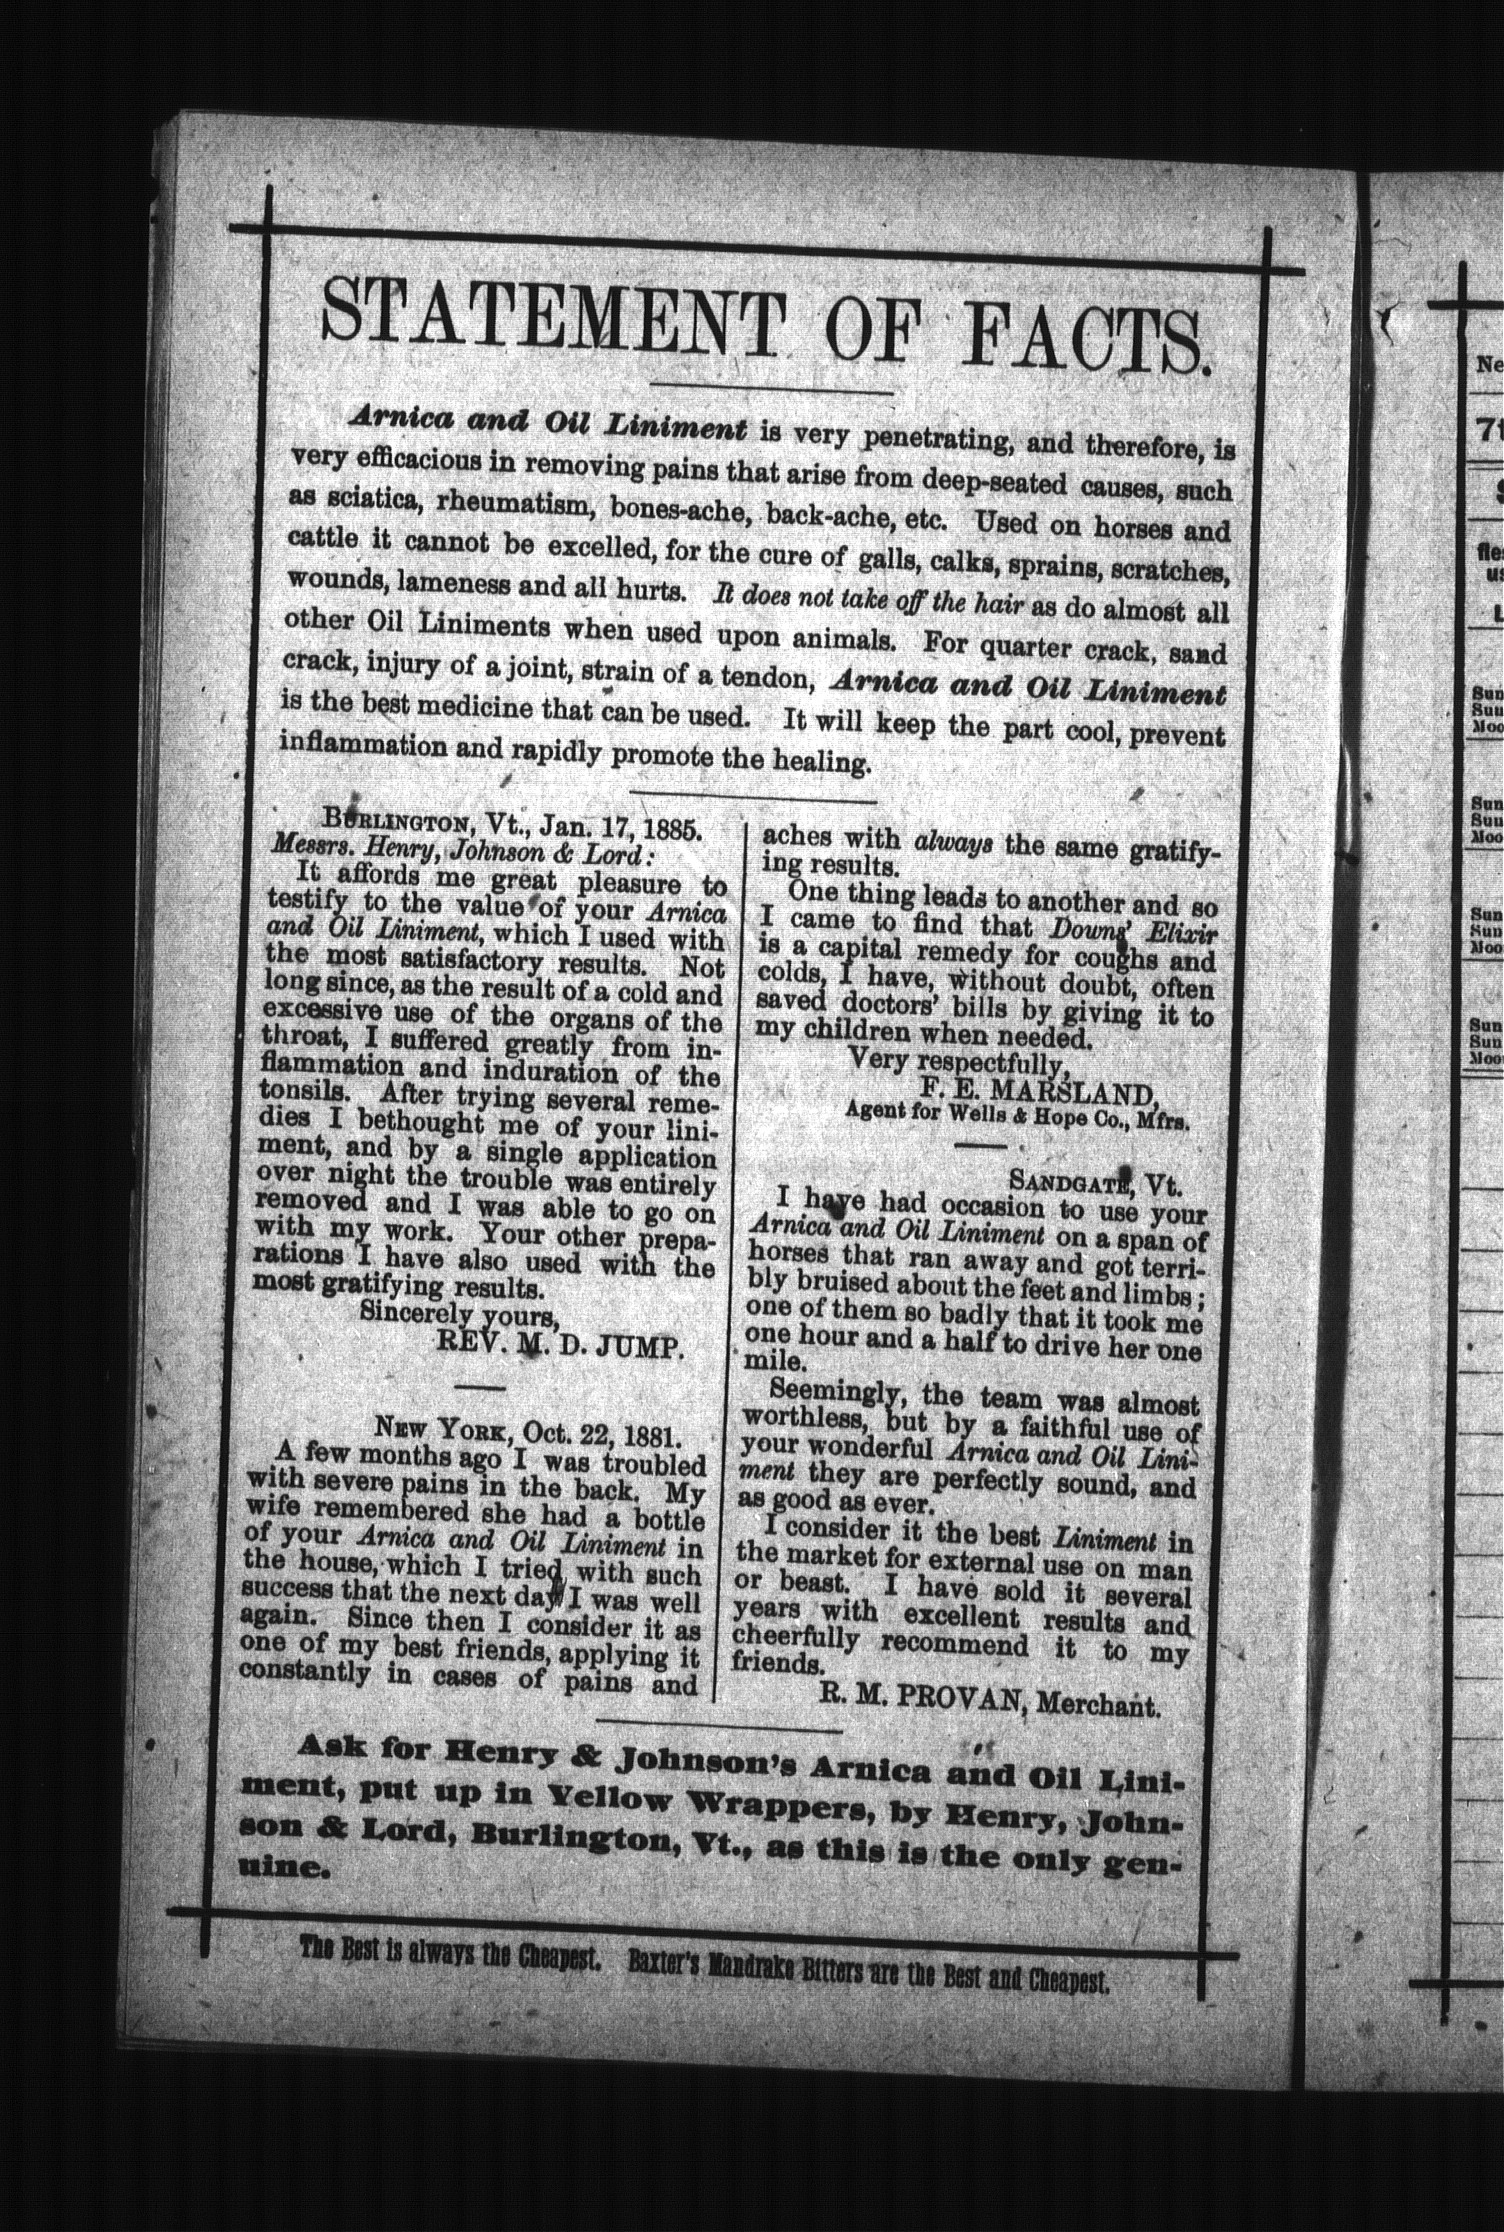 STATEMENT OF FACTS.
Arnica and Oil Liniment is very penetrating, and therefore, is
very efficacious in removing pains that arise from deep-seated causes, such
as sciatica, rheumatism, bones-ache, back-ache, etc. Used on horses and
cattle it cannot be excelled, for the cure of galls, calks, sprains, scratches,
wounds, lameness and all hurts. It does not take off the hair as do almost all
other Oil Liniments when used upon animals. For quarter crack, sand
crack, injury of a joint, strain of a tendon, Arnica and Oil Liniment
is the best medicine that can be used. It will keep the part cool, prevent
inflammation and rapidly promote the healing.
BURLINGTON, Vt., Jan. 17, 1885.
Messrs. Henry, Johnson & Lord:
It affords me great pleasure to
testify to the value of your Arnica
and Oil Liniment, which I used with
the most satisfactory results. Not
long since, as the result of a cold and
excessive use of the organs of the
throat, I suffered greatly from in-
flammation and induration of the
tonsils. After trying several reme-
dies I bethought me of your lini-
ment, and by a single application
over night the trouble was entirely
removed and I was able to go on
with my work. Your other prepa-
rations I have also used with the
most gratifying results.
Sincerely yours,
REV. M. D. JUMP.
NEW YORK, Oct. 22, 1881.
A few months ago I was troubled
with severe pains in the back. My
wife remembered she had a bottle
of your Arnica and Oil Liniment in
the house, which I tried with such
success that the next day I was well
again. Since then I consider it as
one of my best friends, applying it
constantly in cases of pains and
aches with always the same gratify-
ing results.
One thing leads to another and so
I came to find that Downs' Elixir
is a capital remedy for coughs and
colds, I have, without doubt, often
saved doctors' bills by giving it to
my children when needed.
Very respectfully,
F. E. MARSLAND,
Agent for Wells & Hope Co., Mfrs.
SANDGATE, Vt.
I have had occasion to use your
Arnica and Oil Liniment on a span of
horses that ran away and got terri-
bly bruised about the feet and limbs;
one of them so badly that it took me
one hour and a half to drive her one
mile.
Seemingly, the team was almost
worthless, but by a faithful use of
your wonderful Arnica and Oil Lini-
ment they are perfectly sound, and
as good as ever.
I consider it the best Liniment in
the market for external use on man
or beast. I have sold it several
years with excellent results and
cheerfully recommend it to my
friends.
R. M. PROVAN, Merchant.
Ask for Henry & Johnson's Arnica and Oil Lini-
ment, put up in Yellow Wrappers, by Henry, John-
son & Lord, Burlington, Vt., as this is the only gen-
uine.
The Best is always the Cheapest. Baxter's Mandrake Bitters are the Best and Cheapest.
Ne
7t
fle
us
L
Sun
Sun
Moo
Sun
Sun
Moo
Sun
Sun
Moo
Sun
Sun
Moo